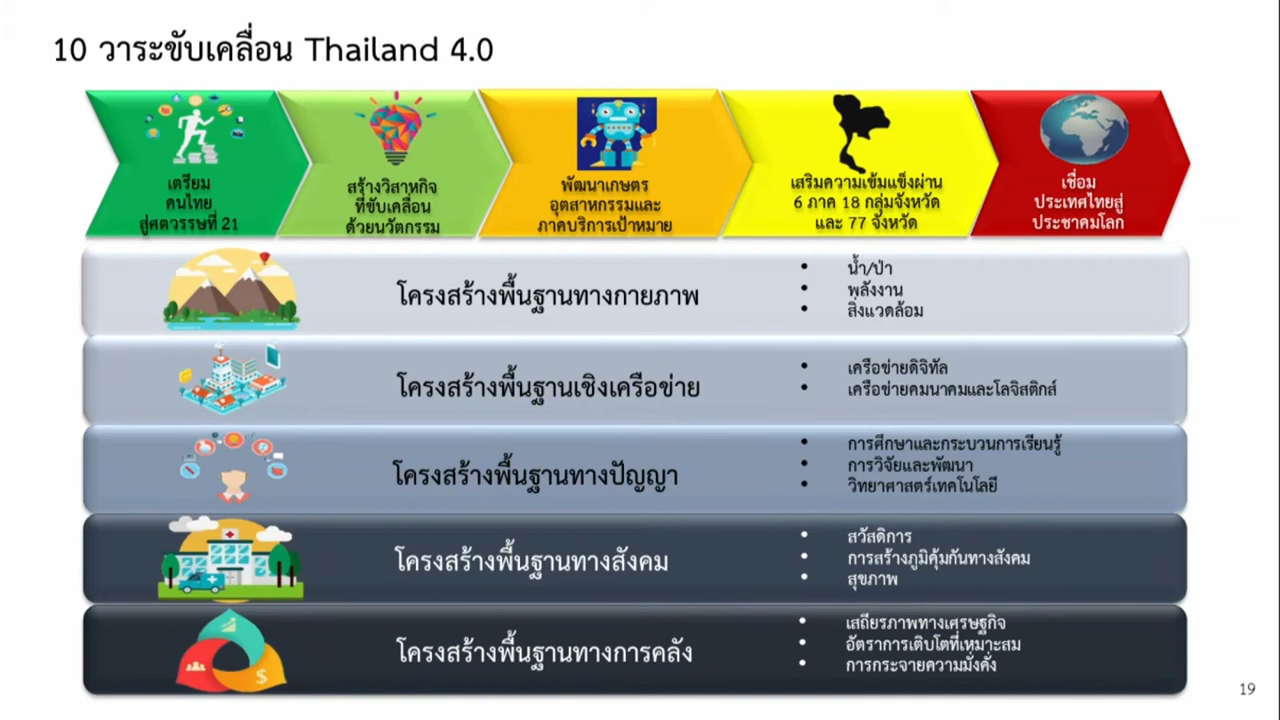 10 วาระขับเคลื่อน Thailand 4.0
เตรียม
คนไทย
สู่ศตวรรษที่ 21
สร้างวิสาหกิจ
ที่ขับเคลื่อน
ด้วยนวัตกรรม
พัฒนาเกษตร
อุตสาหกรรมและ
ภาคบริการเป้าหมาย
เสริมความเข้มแข็งผ่าน
6 ภาค 18 กลุ่มจังหวัด
และ 77 จังหวัด
เชื่อม
ประเทศไทยสู่
ประชาคมโลก
โครงสร้างพื้นฐานทางกายภาพ
• น้ำ/ป่า
• พลังงาน
• สิ่งแวดล้อม
โครงสร้างพื้นฐานเชิงเครือข่าย
• เครือข่ายดิจิทัล
• เครือข่ายคมนาคมและโลจิสติกส์
โครงสร้างพื้นฐานทางปัญญา
• การศึกษาและกระบวนการเรียนรู้
• การวิจัยและพัฒนา
• วิทยาศาสตร์เทคโนโลยี
โครงสร้างพื้นฐานทางสังคม
• สวัสดิการ
• การสร้างภูมิคุ้มกันทางสังคม
• สุขภาพ
โครงสร้างพื้นฐานทางการคลัง
• เสถียรภาพทางเศรษฐกิจ
• อัตราการเติบโตที่เหมาะสม
• การกระจายความมั่งคั่ง
19